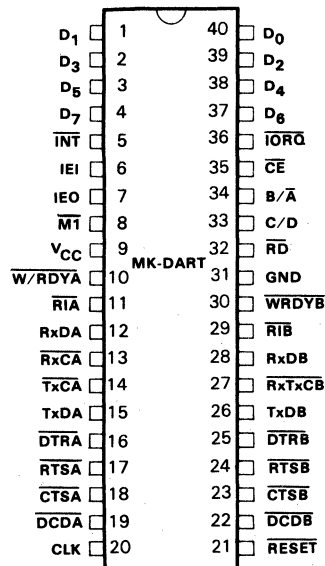 D1 1 40 D0
D3 2 39 D2
D5 3 38 D4
D7 4 37 D6
INT 5 36 IORQ
IEI 6 35 CE
IEO 7 34 B/A
M1 8 33 C/D
VCC 9 32 RD
MK-DART
W/RDYA 10 31 GND
RIA 11 30 WRDYB
RxDA 12 29 RIB
RxCA 13 28 RxDB
TxCA 14 27 RxTxCB
TxDA 15 26 TxDB
DTRA 16 25 DTRB
RTSA 17 24 RTSB
CTSA 18 23 CTSB
DCDA 19 22 DCDB
CLK 20 21 RESET